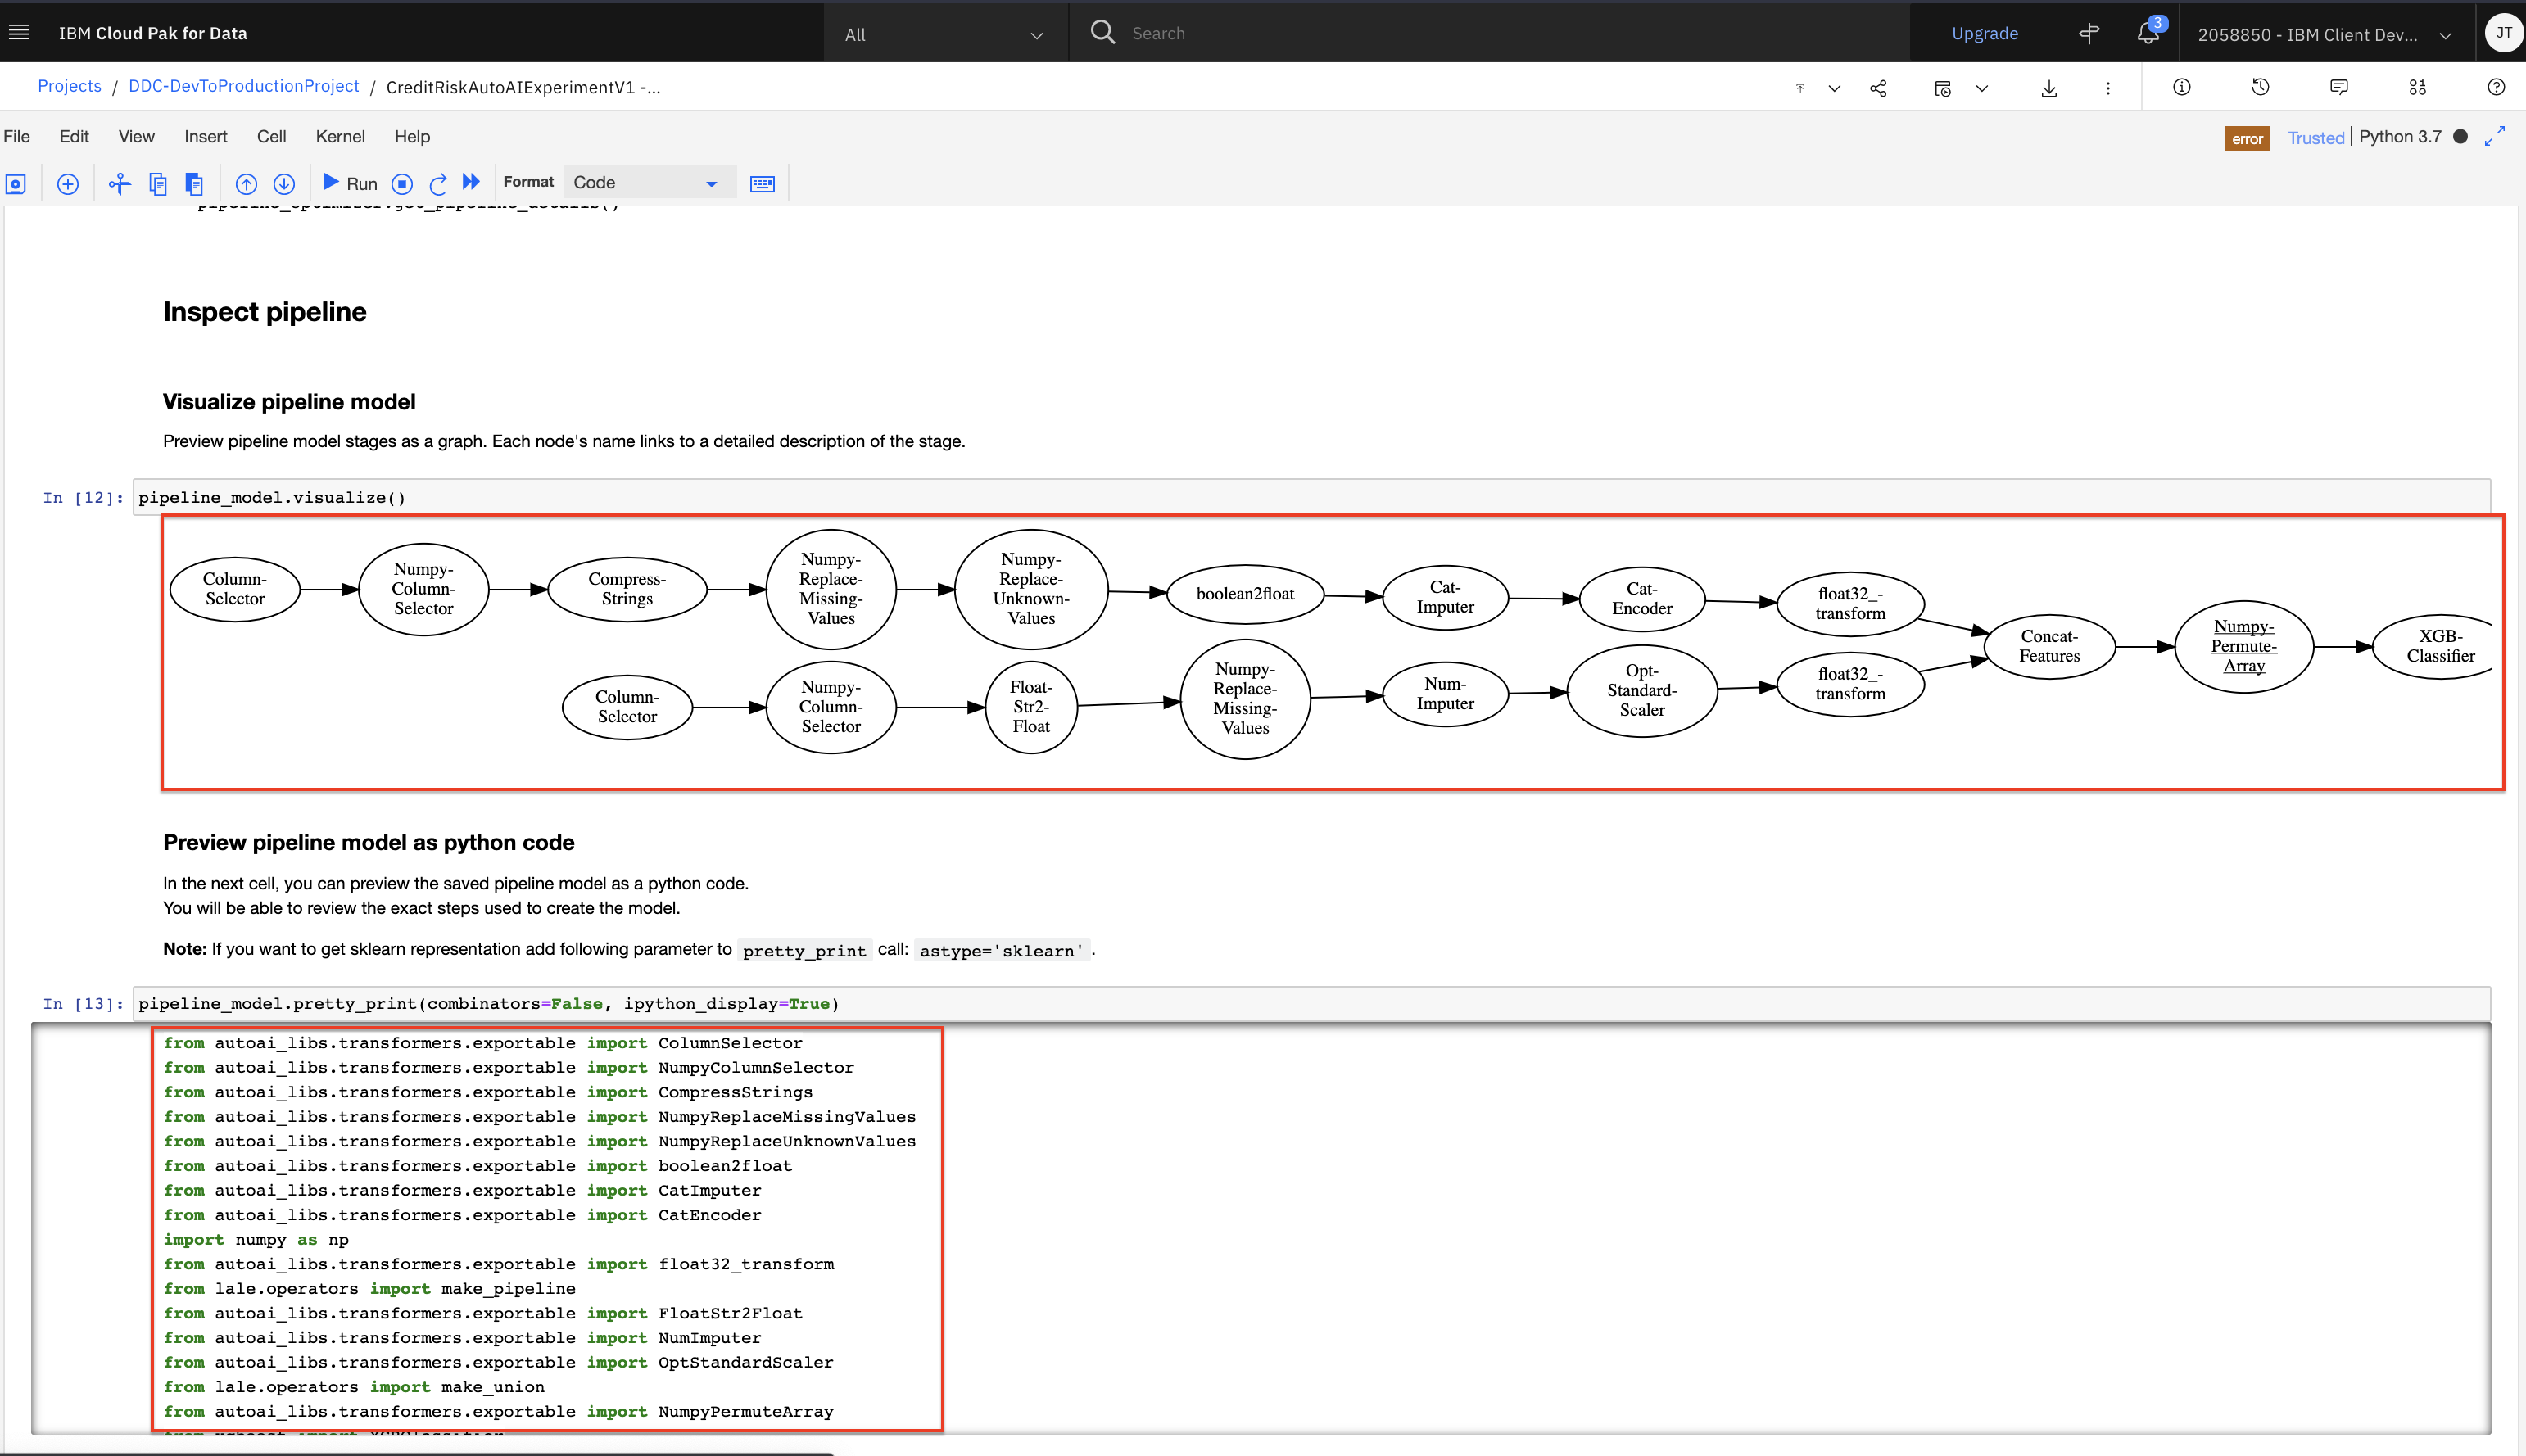 IBM Cloud Pak for Data
All
Search
Upgrade
3
2058850 - IBM Client Dev...
JT
Projects / DDC-DevToProductionProject / CreditRiskAutoAIExperimentV1 -...
File Edit View Insert Cell Kernel Help
error Trusted | Python 3.7
Run
Format
Code
pipeline_optimizer.get_pipeline_details()
Inspect pipeline
Visualize pipeline model
Preview pipeline model stages as a graph. Each node's name links to a detailed description of the stage.
In [12]: pipeline_model.visualize()
Column-
Selector
Numpy-
Column-
Selector
Compress-
Strings
Numpy-
Replace-
Missing-
Values
Numpy-
Replace-
Unknown-
Values
boolean2float
Cat-
Imputer
Cat-
Encoder
float32_-
transform
Column-
Selector
Numpy-
Column-
Selector
Float-
Str2-
Float
Numpy-
Replace-
Missing-
Values
Num-
Imputer
Opt-
Standard-
Scaler
float32_-
transform
Concat-
Features
Numpy-
Permute-
Array
XGB-
Classifier
Preview pipeline model as python code
In the next cell, you can preview the saved pipeline model as a python code.
You will be able to review the exact steps used to create the model.
Note: If you want to get sklearn representation add following parameter to pretty_print call: astype='sklearn' .
In [13]: pipeline_model.pretty_print(combinators=False, ipython_display=True)
from autoai_libs.transformers.exportable import ColumnSelector
from autoai_libs.transformers.exportable import NumpyColumnSelector
from autoai_libs.transformers.exportable import CompressStrings
from autoai_libs.transformers.exportable import NumpyReplaceMissingValues
from autoai_libs.transformers.exportable import NumpyReplaceUnknownValues
from autoai_libs.transformers.exportable import boolean2float
from autoai_libs.transformers.exportable import CatImputer
from autoai_libs.transformers.exportable import CatEncoder
import numpy as np
from autoai_libs.transformers.exportable import float32_transform
from lale.operators import make_pipeline
from autoai_libs.transformers.exportable import FloatStr2Float
from autoai_libs.transformers.exportable import NumImputer
from autoai_libs.transformers.exportable import OptStandardScaler
from lale.operators import make_union
from autoai_libs.transformers.exportable import NumpyPermuteArray